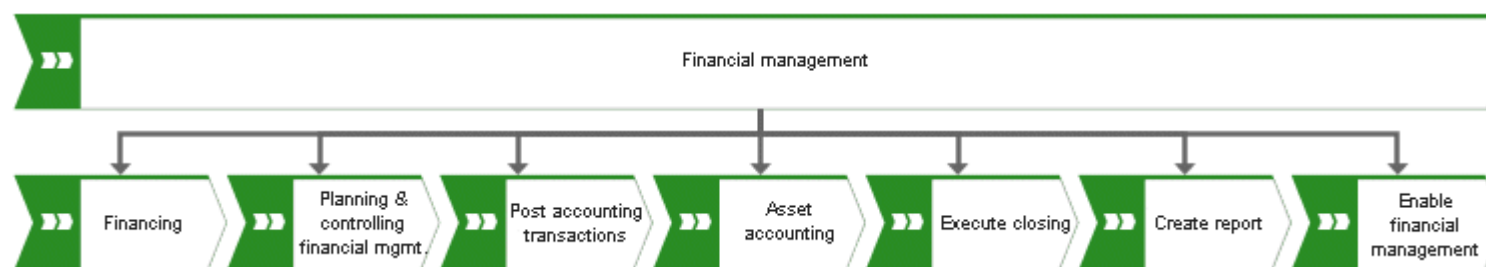 Financial management
Financing
Planning &
controlling
financial mgmt.
Post accounting
transactions
Asset
accounting
Execute closing
Create report
Enable
financial
management